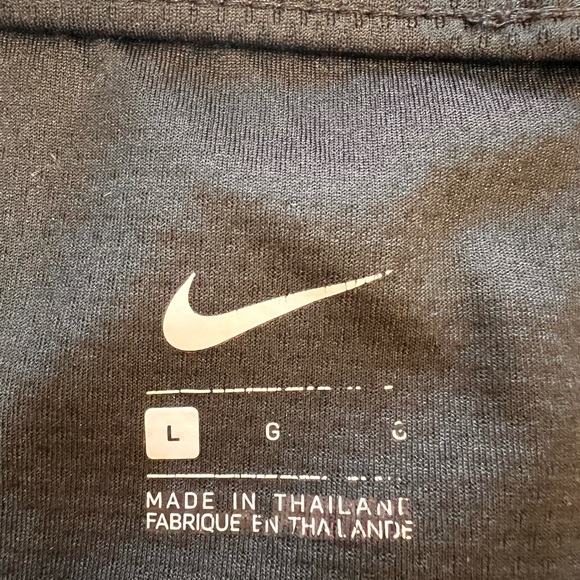 L G G
MADE IN THAILAND
FABRIQUE EN THAILANDE